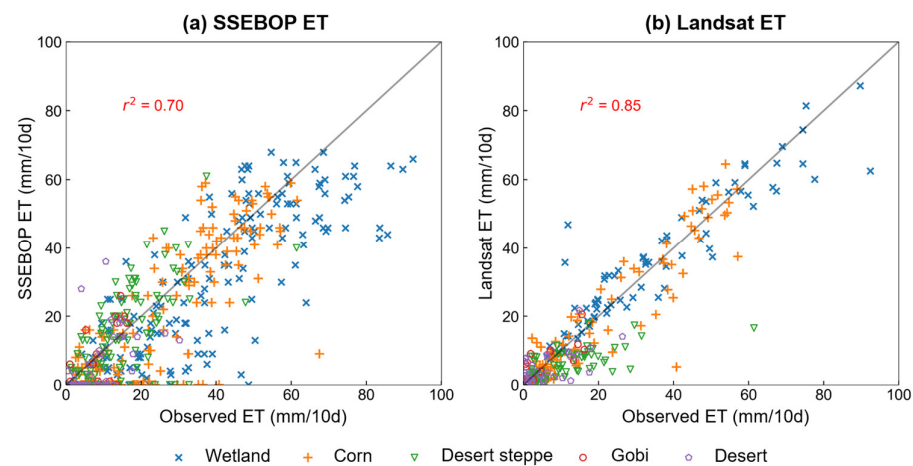 (a) SSEBOP ET
(b) Landsat ET
100
80
60
40
20
0
SSEBOP ET (mm/10d)
r² = 0.70
0 20 40 60 80 100
Observed ET (mm/10d)
100
80
60
40
20
0
Landsat ET (mm/10d)
r² = 0.85
0 20 40 60 80 100
Observed ET (mm/10d)
Wetland Corn Desert steppe Gobi Desert